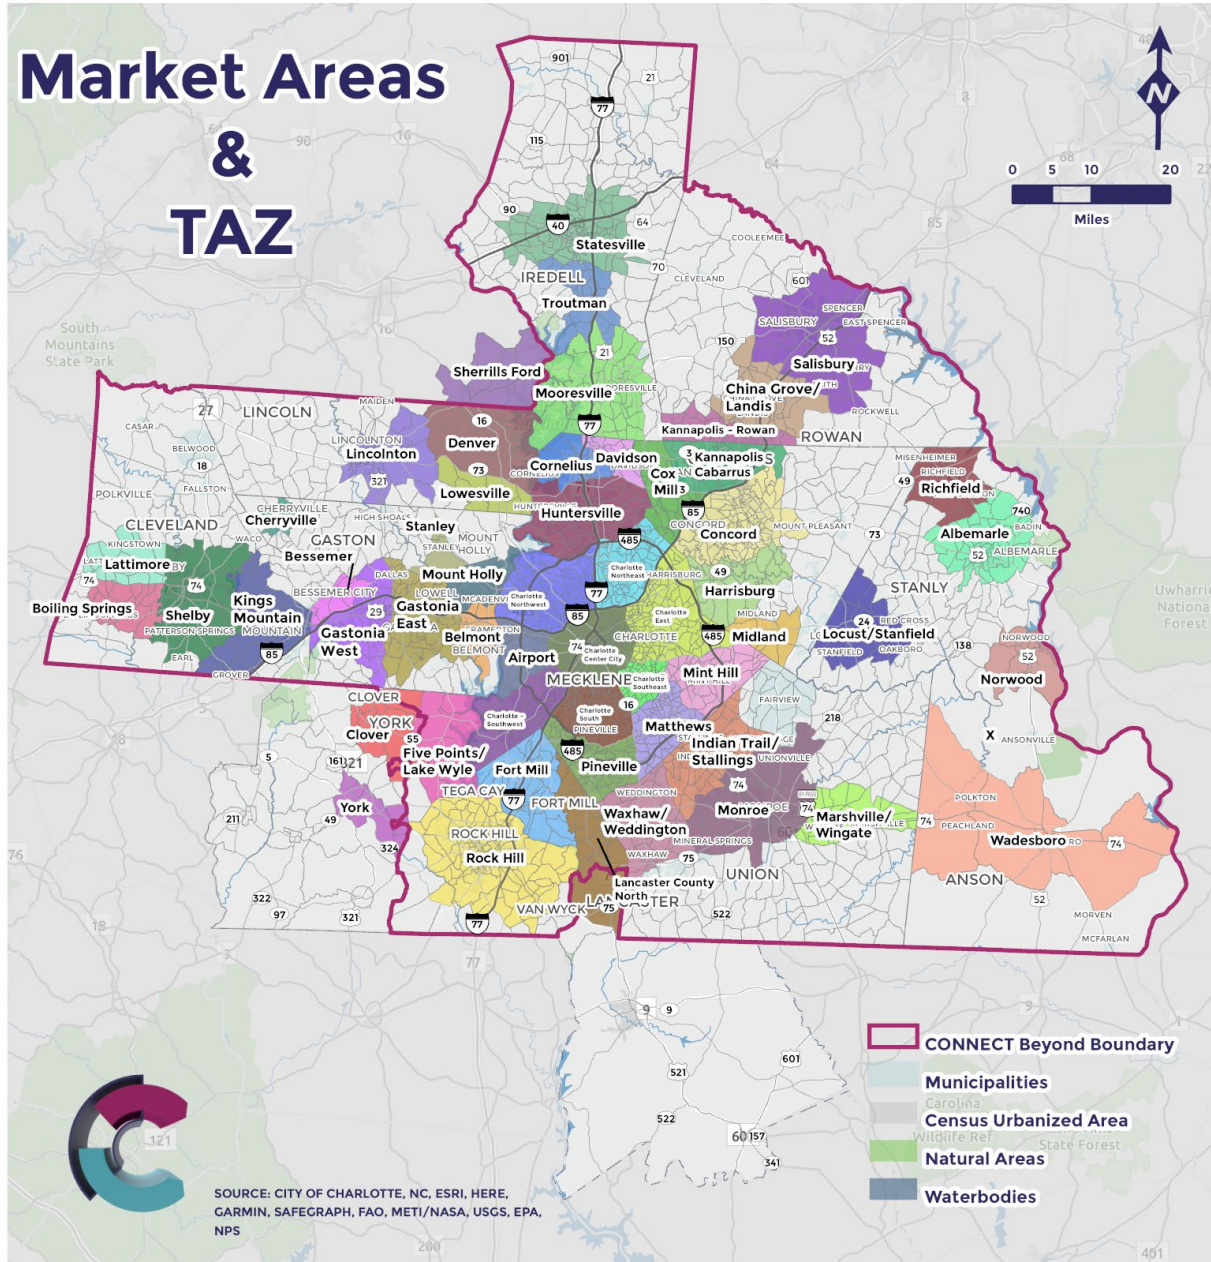 Market Areas
&
TAZ
N
0 5 10 20
Miles
901
21
77
115
90
40
64
Statesville
70
COOLEEMEE
IREDELL
CLEVELAND
601
Troutman
SPENCER
SALISBURY
EAST SPENCER
52
150
21
Salisbury
South
Mountains
State Park
Sherrills Ford
Mooresville
China Grove/
Landis
ROCKWELL
MAIDEN
27
LINCOLN
16
77
Kannapolis - Rowan
ROWAN
CASAR
BELWOOD
18
LINCOLNTON
Lincolnton
Denver
Cornelius
Davidson
Kannapolis
Cabarrus
MISENHEIMER
RICHFIELD
Richfield
49
321
73
Lowesville
Cox
Mill
3
FALLSTON
POLKVILLE
CLEVELAND
CHERRYVILLE
Cherryville
HIGH SHOALS
Stanley
Huntersville
85
CONCORD
Concord
MOUNT PLEASANT
740
BADIN
Albemarle
ALBEMARLE
52
73
KINGSTOWN
WACO
GASTON
Bessemer
STANLEY
MOUNT
HOLLY
485
Lattimore
74
74
DALLAS
Mount Holly
LOWELL
Charlotte
Northeast
HARRISBURG
49
Harrisburg
STANLY
Uwharrie
National
Forest
BESSEMER CITY
Boiling Springs
Shelby
Kings
Mountain
29
Gastonia
East
Charlotte
Northwest
77
85
Charlotte
East
MIDLAND
24
RED CROSS
PATTERSON SPRINGS
Gastonia
West
Belmont
BELMONT
CHARLOTTE
485
Midland
Locust/Stanfield
STANFIELD
OAKBORO
138
NORWOOD
52
EARL
85
Airport
74
Charlotte
Center City
GROVER
Mint Hill
Norwood
Charlotte
Southeast
CLOVER
FAIRVIEW
YORK
Clover
Charlotte -
Southwest
Charlotte
South
PINEVILLE
16
Matthews
218
X
ANSONVILLE
55
Five Points/
Lake Wylie
485
Indian Trail/
Stallings
UNIONVILLE
5
Fort Mill
Pineville
TEGA CAY
77
FORT MILL
WEDDINGTON
74
Monroe
74
Marshville/
Wingate
74
POLKTON
PEACHLAND
Wadesboro
74
York
49
211
Waxhaw/
Weddington
MINERAL SPRINGS
ROCK HILL
Rock Hill
324
WAXHAW
75
UNION
ANSON
322
97
321
Lancaster County
North
VAN WYCK
LANCASTER
75
77
522
52
MORVEN
MCFARLAN
77
9
9
601
521
522
157
341
121
200
401
CONNECT Beyond Boundary
Municipalities
Census Urbanized Area
Natural Areas
Waterbodies
SOURCE: CITY OF CHARLOTTE, NC, ESRI, HERE,
GARMIN, SAFEGRAPH, FAO, METI/NASA, USGS, EPA,
NPS